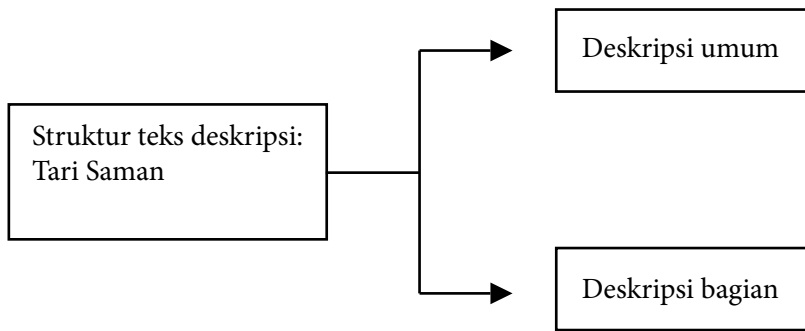 Deskripsi umum
Struktur teks deskripsi:
Tari Saman
Deskripsi bagian